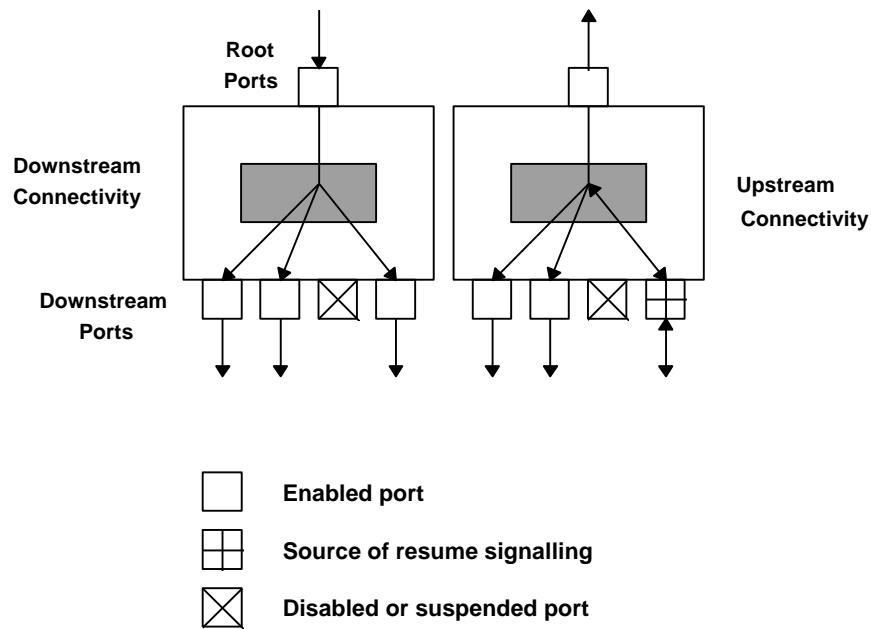 Root
Ports
Downstream
Connectivity
Upstream
Connectivity
Downstream
Ports
Enabled port
Source of resume signalling
Disabled or suspended port